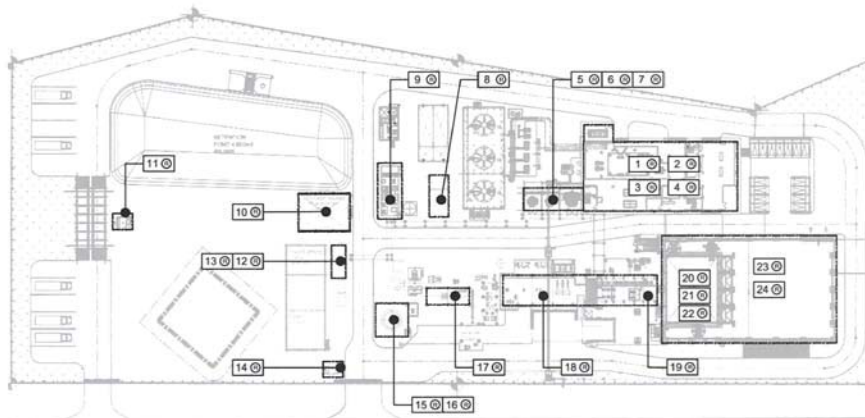 9 Ⓡ 8 Ⓡ 5 Ⓡ 6 Ⓡ 7 Ⓡ
11 Ⓡ 1 Ⓡ 2 Ⓡ
3 Ⓡ 4 Ⓡ
10 Ⓡ
13 Ⓡ 12 Ⓡ 23 Ⓡ
20 Ⓡ
21 Ⓡ 24 Ⓡ
22 Ⓡ
14 Ⓡ 17 Ⓡ 18 Ⓡ 19 Ⓡ
15 Ⓡ 16 Ⓡ